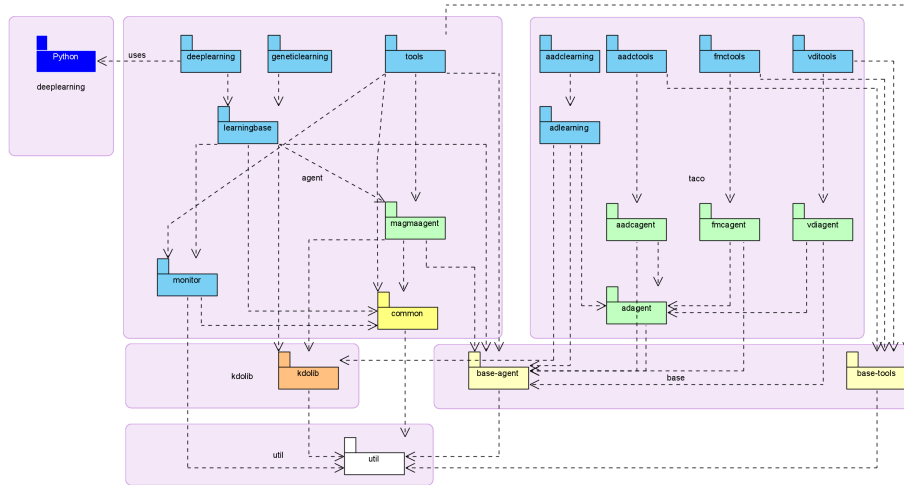 Python
uses
deeplearning
geneticlearning
tools
aadclearning
aadctools
fmctools
vditools
deeplearning
learningbase
adlearning
agent
taco
magmaagent
aadcagent
fmcagent
vdiagent
monitor
common
adagent
kdolib
kdolib
base-agent
base
base-tools
util
util